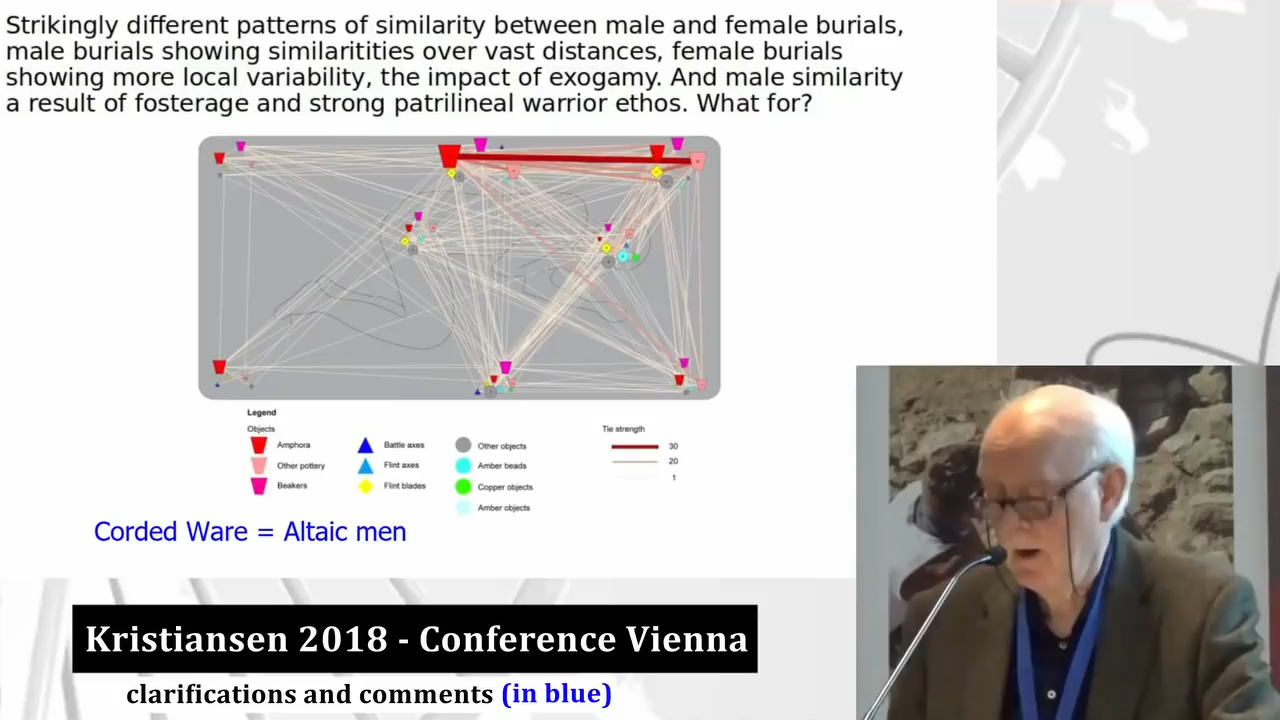 Strikingly different patterns of similarity between male and female burials,
male burials showing similaritities over vast distances, female burials
showing more local variability, the impact of exogamy. And male similarity
a result of fosterage and strong patrilineal warrior ethos. What for?
Legend
Objects
Amphora
Other pottery
Beakers
Battle axes
Flint axes
Flint blades
Other objects
Amber beads
Copper objects
Amber objects
Tie strength
30
20
1
Corded Ware = Altaic men
Kristiansen 2018 - Conference Vienna
clarifications and comments (in blue)